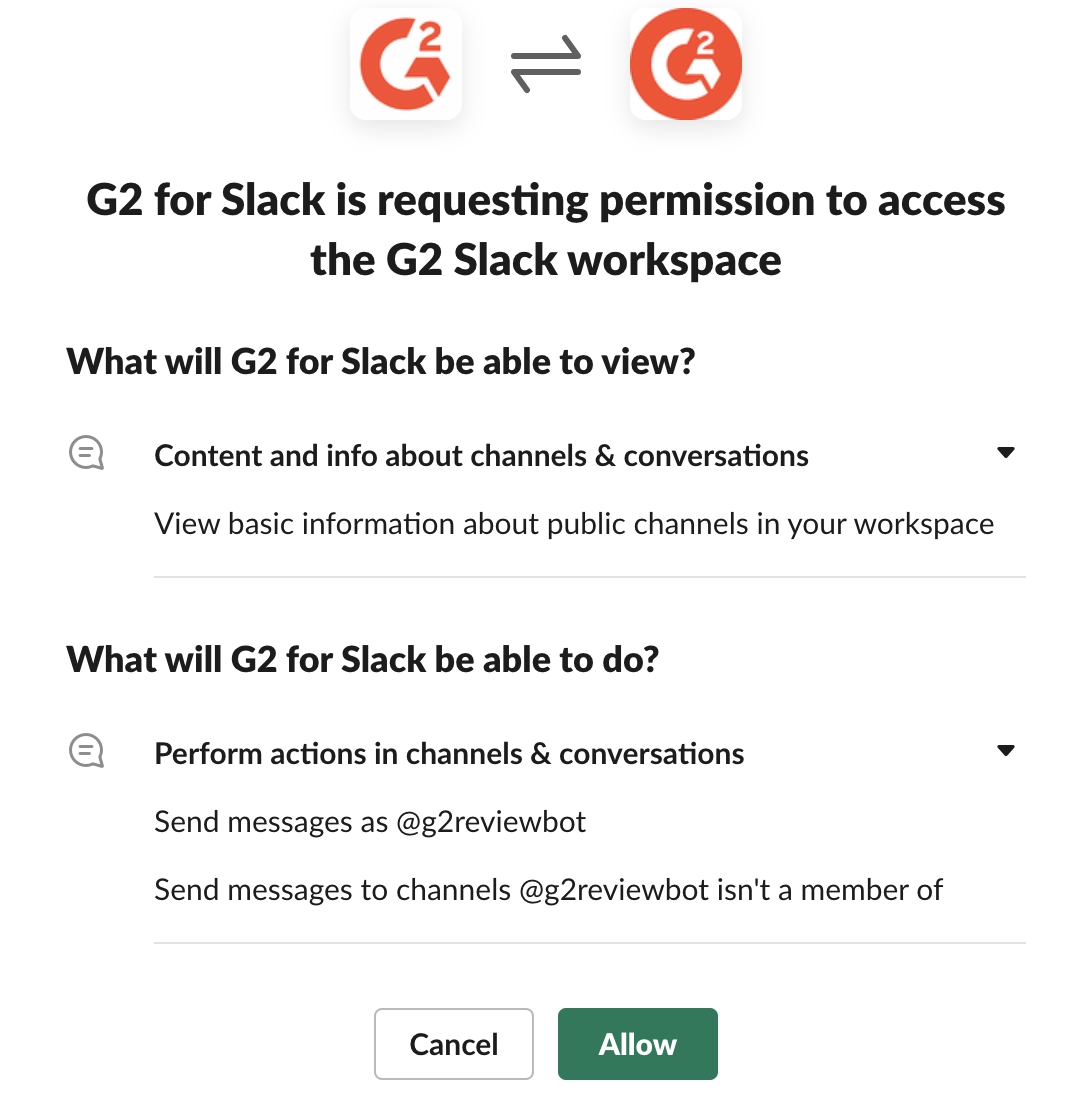 G2
G2
G2 for Slack is requesting permission to access
the G2 Slack workspace
What will G2 for Slack be able to view?
Content and info about channels & conversations
View basic information about public channels in your workspace
What will G2 for Slack be able to do?
Perform actions in channels & conversations
Send messages as @g2reviewbot
Send messages to channels @g2reviewbot isn't a member of
Cancel
Allow